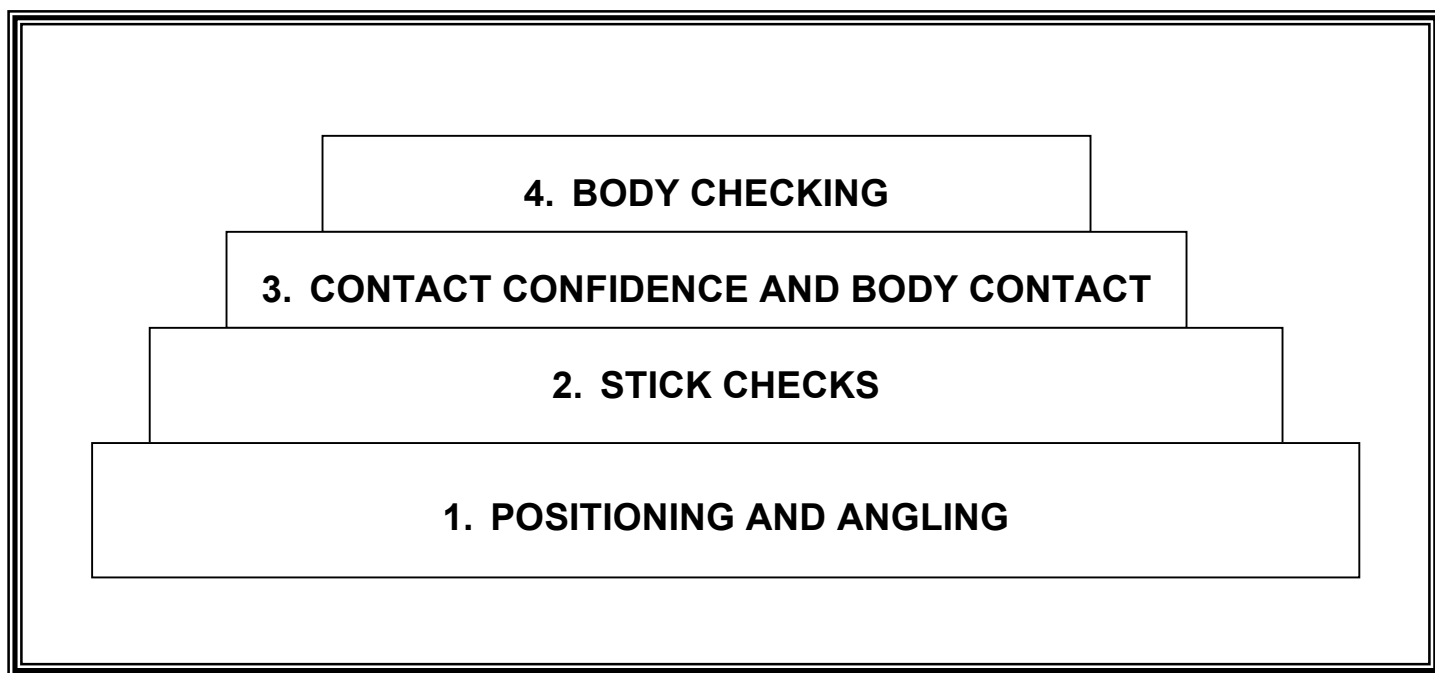 4. BODY CHECKING
3. CONTACT CONFIDENCE AND BODY CONTACT
2. STICK CHECKS
1. POSITIONING AND ANGLING